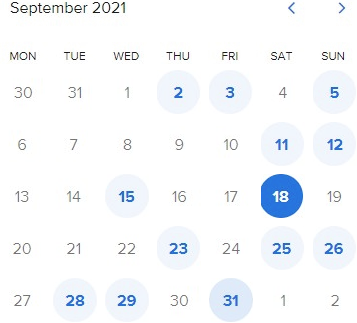 September 2021
MON TUE WED THU FRI SAT SUN
30 31 1 2 3 4 5
6 7 8 9 10 11 12
13 14 15 16 17 18 19
20 21 22 23 24 25 26
27 28 29 30 31 1 2